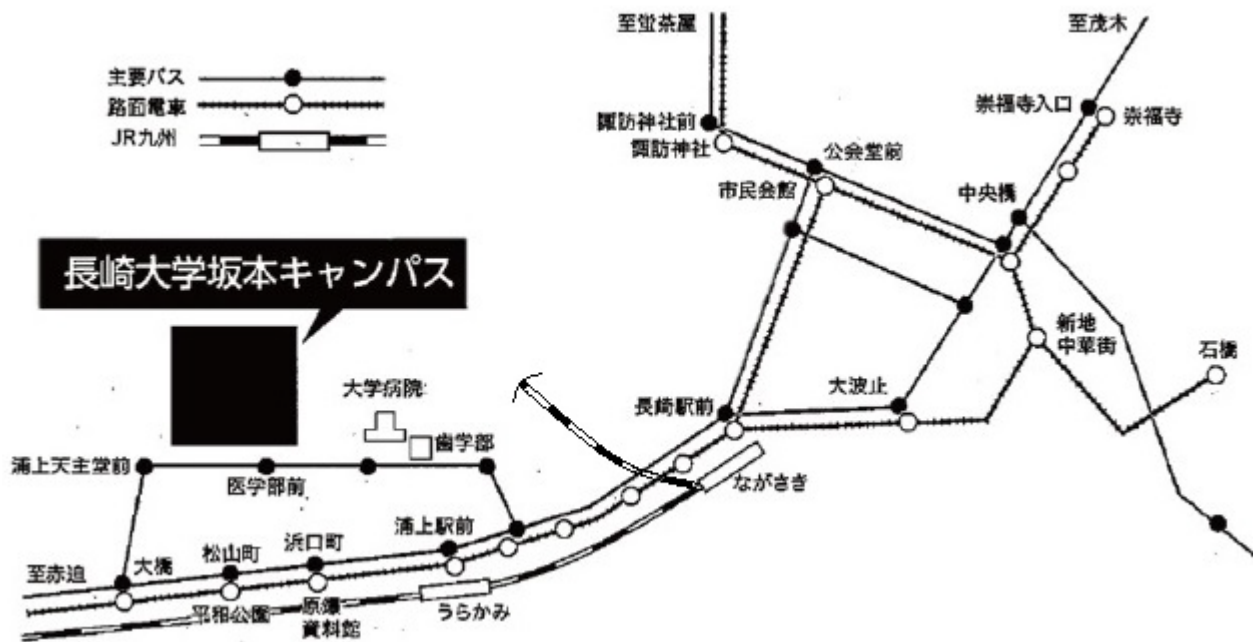 至蛍茶屋
至茂木
主要バス
路面電車
JR九州
諏訪神社前
諏訪神社
公会堂前
市民会館
崇福寺入口
崇福寺
中央橋
長崎大学坂本キャンパス
新地
中華街
石橋
大学病院
歯学部
長崎駅前
大波止
浦上天主堂前
医学部前
ながさき
浦上駅前
浜口町
松山町
大橋
至赤迫
平和公園
原爆
資料館
うらかみ